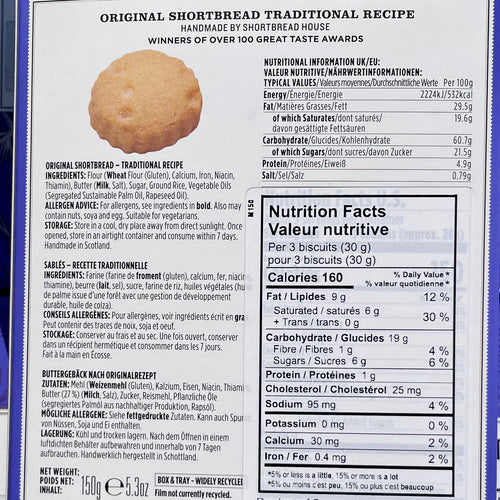 ORIGINAL SHORTBREAD TRADITIONAL RECIPE
HANDMADE BY SHORTBREAD HOUSE
WINNERS OF OVER 100 GREAT TASTE AWARDS
NUTRITIONAL INFORMATION UK/EU:
VALEUR NUTRITIVE/NÄHRWERTINFORMATIONEN:
TYPICAL VALUES/Valeurs moyennes/Durchschnittliche Werte Per 100g
Energy/Energie/Energie 2224kJ/532kcal
Fat/Matières Grasses/Fett 29.5g
of which Saturates/dont saturés/ 19.6g
davon gesättigte Fettsäuren
Carbohydrate/Glucides/Kohlenhydrate 60.7g
of which Sugars/dont sucres/davon Zucker 21.5g
Protein/Protéines/Eiweiß 4.9g
Salt/Sel/Salz 0.79g
ORIGINAL SHORTBREAD – TRADITIONAL RECIPE
INGREDIENTS: Flour (Wheat Flour (Gluten), Calcium, Iron, Niacin,
Thiamin), Butter (Milk, Salt), Sugar, Ground Rice, Vegetable Oils
(Segregated Sustainable Palm Oil, Rapeseed Oil).
ALLERGEN ADVICE: For allergens, see ingredients in bold. Also may
contain nuts, soya and egg. Suitable for vegetarians.
STORAGE: Store in a cool, dry place away from direct sunlight. Once
opened, store in an airtight container and consume within 7 days.
Handmade in Scotland.
SABLÉS – RECETTE TRADITIONNELLE
INGRÉDIENTS: Farine (farine de froment (gluten), calcium, fer, niacine,
thiamine), beurre (lait, sel), sucre, farine de riz, huiles végétales (hu
de palme issue d'une forêt avec une gestion de développement
durable, huile de colza).
CONSEILS ALLERGÈNES: Pour allergènes, voir ingrédients écrit en gra
Peut contenir des traces de noix, soja et oeuf.
STOCKAGE: Conserver au frais et au sec. Une fois ouvert, conserver
dans un récipient hermétique et consommer dans les 7 jours.
Fait à la main en Écosse.
BUTTERGEBÄCK NACH ORIGINALREZEPT
ZUTATEN: Mehl (Weizenmehl (Gluten), Kalzium, Eisen, Niacin, Thiamin
Butter (27 %) (Milch, Salz), Zucker, Reismehl, Pflanzliche Öle
(segregiertes Palmöl aus nachhaltiger Produktion, Rapsöl).
MÖGLICHE ALLERGENE: Siehe fettgedruckte Zutaten. Kann auch Spur
von Nüssen, Soja und Ei enthalten.
LAGERUNG: Kühl und trocken lagern. Nach dem Öffnen in einem
luftdichten Behälter aufbewahren und innerhalb von 7 Tagen
aufbrauchen. Handwerklich hergestellt in Schottland.
NET WEIGHT:
POIDS NET:
INHALT:
150g ℮ 5.3oz
BOX & TRAY - WIDELY RECYCLED
Film not currently recycled.
M150
Nutrition Facts
Valeur nutritive
Per 3 biscuits (30 g)
pour 3 biscuits (30 g)
Calories 160
% Daily Value*
% valeur quotidienne*
Fat / Lipides 9 g 12 %
Saturated / saturés 6 g
+ Trans / trans 0 g 30 %
Carbohydrate / Glucides 19 g
Fibre / Fibres 1 g 4 %
Sugars / Sucres 6 g 6 %
Protein / Protéines 1 g
Cholesterol / Cholestérol 25 mg
Sodium 95 mg 4 %
Potassium 0 mg 0 %
Calcium 30 mg 2 %
Iron / Fer 0.4 mg 2 %
*5% or less is a little, 15% or more is a lot
*5% ou moins c'est peu, 15% ou plus c'est beaucoup